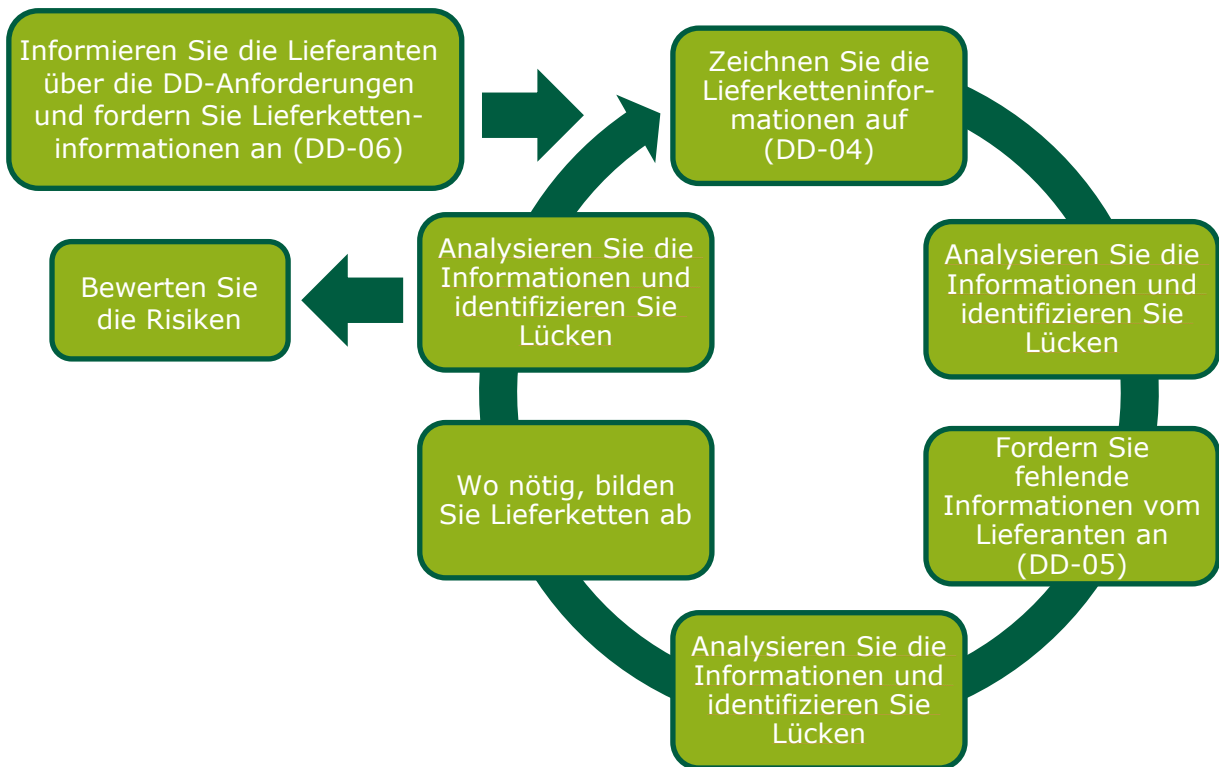 Informieren Sie die Lieferanten
über die DD-Anforderungen
und fordern Sie Lieferketten-
informationen an (DD-06)
Zeichnen Sie die
Lieferketteninfor-
mationen auf
(DD-04)
Analysieren Sie die
Informationen und
identifizieren Sie
Lücken
Fordern Sie
fehlende
Informationen vom
Lieferanten an
(DD-05)
Analysieren Sie die
Informationen und
identifizieren Sie
Lücken
Wo nötig, bilden
Sie Lieferketten ab
Analysieren Sie die
Informationen und
identifizieren Sie
Lücken
Bewerten Sie
die Risiken